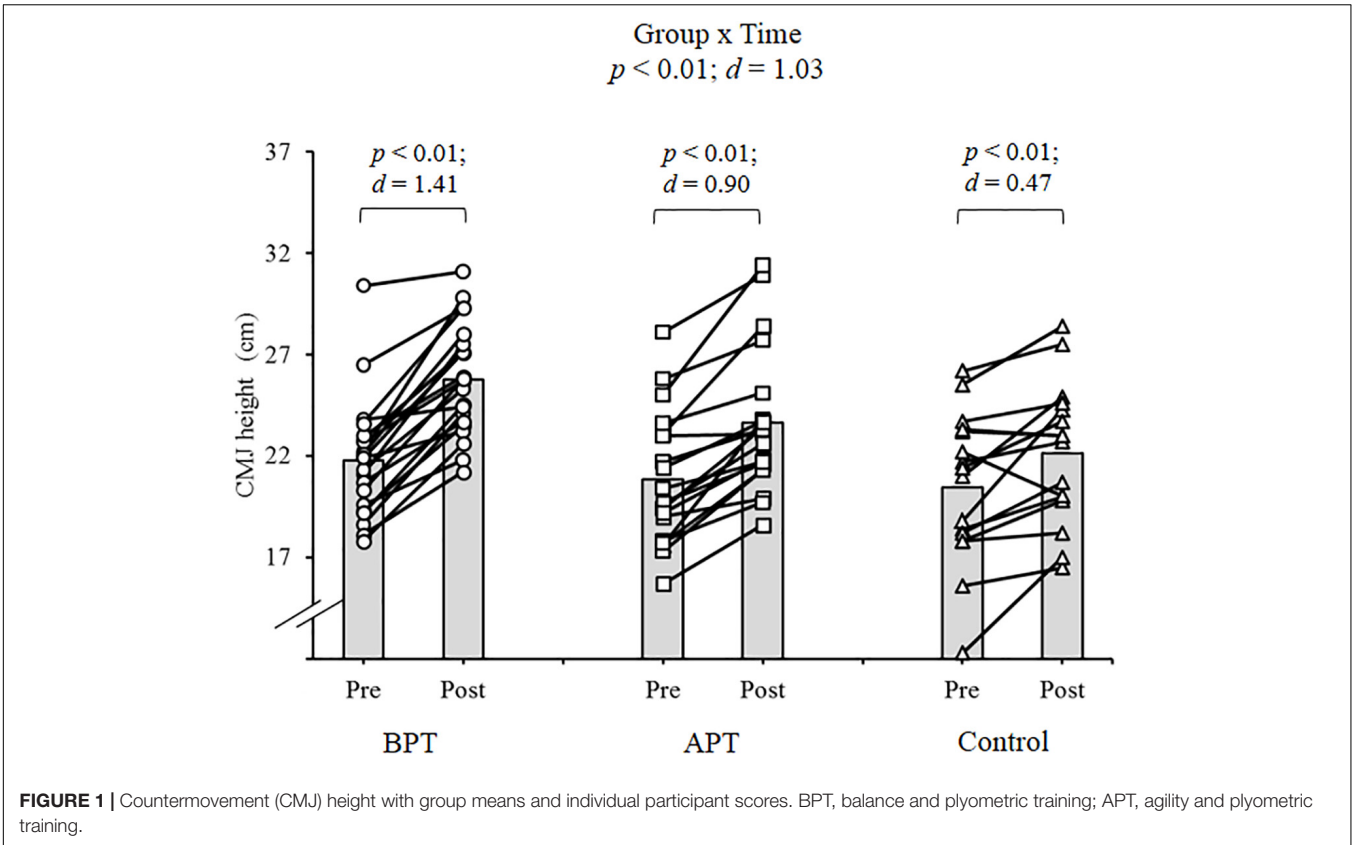 Group x Time
p < 0.01; d = 1.03
p < 0.01;
d = 1.41
p < 0.01;
d = 0.90
p < 0.01;
d = 0.47
CMJ height (cm)
37
32
27
22
17
Pre Post Pre Post Pre Post
BPT APT Control
FIGURE 1 | Countermovement (CMJ) height with group means and individual participant scores. BPT, balance and plyometric training; APT, agility and plyometric
training.